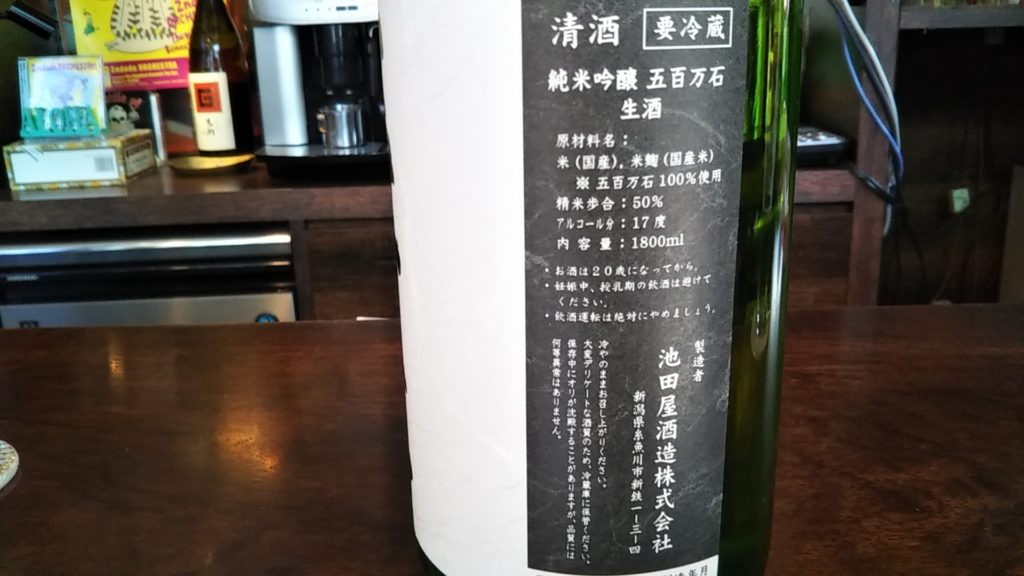 清酒 要冷蔵
純米吟醸 五百万石
生酒
原材料名：
米（国産），米麹（国産米）
※ 五百万石100%使用
精米歩合：50%
アルコール分：17度
内容量：1800ml
・お酒は20歳になってから。
・妊娠中、授乳期の飲酒は避けて
ください。
・飲酒運転は絶対にやめましょう。
製造者
池田屋酒造株式会社
新潟県糸魚川市新鉄一ー三ー四
冷やのままお召し上がりください。
大変デリケートな酒質のため、冷蔵庫に保管ください。
保存中にオリが沈殿することがありますが、品質には
何等異常はありません。
年月